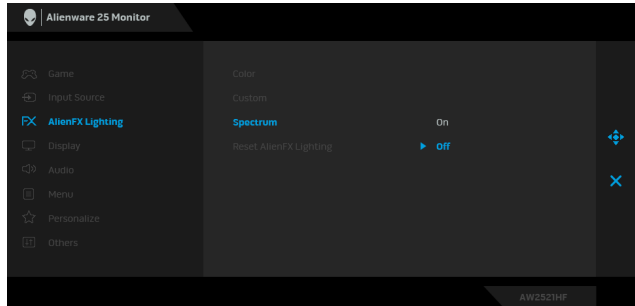 Alienware 25 Monitor
Game
Color
Input Source
Custom
AlienFX Lighting
Spectrum
On
Display
Reset AlienFX Lighting
Off
Audio
Menu
Personalize
Others
AW2521HF